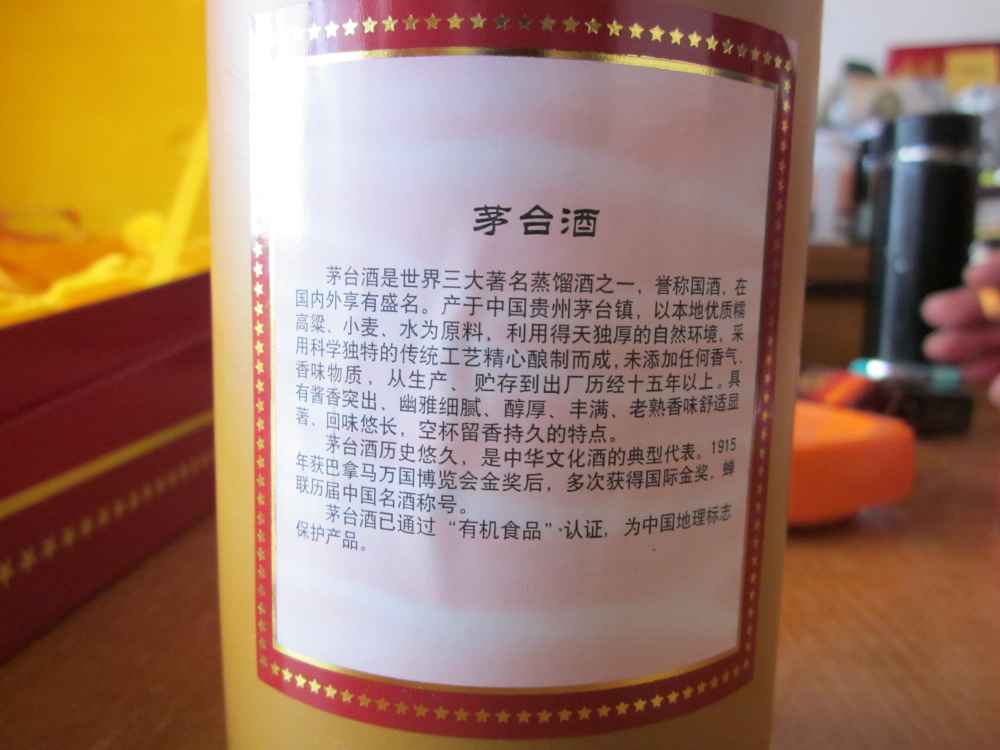 茅台酒
茅台酒是世界三大著名蒸馏酒之一，誉称国酒，在
国内外享有盛名。产于中国贵州茅台镇，以本地优质糯
高粱、小麦、水为原料，利用得天独厚的自然环境，采
用科学独特的传统工艺精心酿制而成，未添加任何香气、
香味物质，从生产、贮存到出厂历经十五年以上。具
有酱香突出、幽雅细腻、醇厚、丰满、老熟香味舒适显
著、回味悠长，空杯留香持久的特点。
茅台酒历史悠久，是中华文化酒的典型代表。1915
年获巴拿马万国博览会金奖后，多次获得国际金奖，蝉
联历届中国名酒称号。
茅台酒已通过“有机食品”认证，为中国地理标志
保护产品。